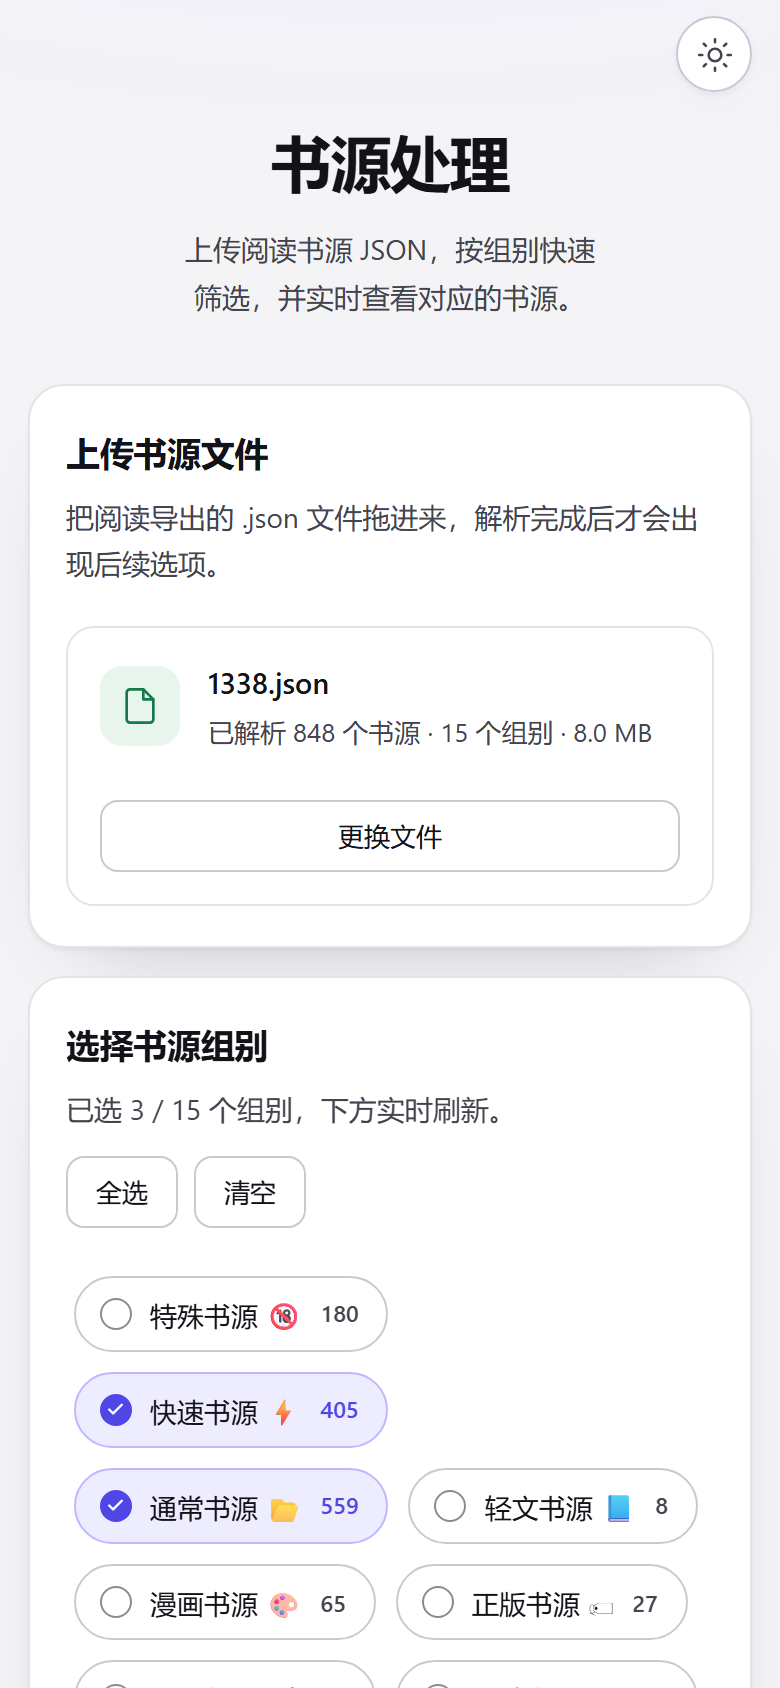 书源处理
上传阅读书源 JSON，按组别快速
筛选，并实时查看对应的书源。
上传书源文件
把阅读导出的 .json 文件拖进来，解析完成后才会出
现后续选项。
1338.json
已解析 848 个书源 · 15 个组别 · 8.0 MB
更换文件
选择书源组别
已选 3 / 15 个组别，下方实时刷新。
全选 清空
特殊书源 🔞 180
快速书源 ⚡ 405
通常书源 📂 559 轻文书源 📘 8
漫画书源 🎨 65 正版书源 27